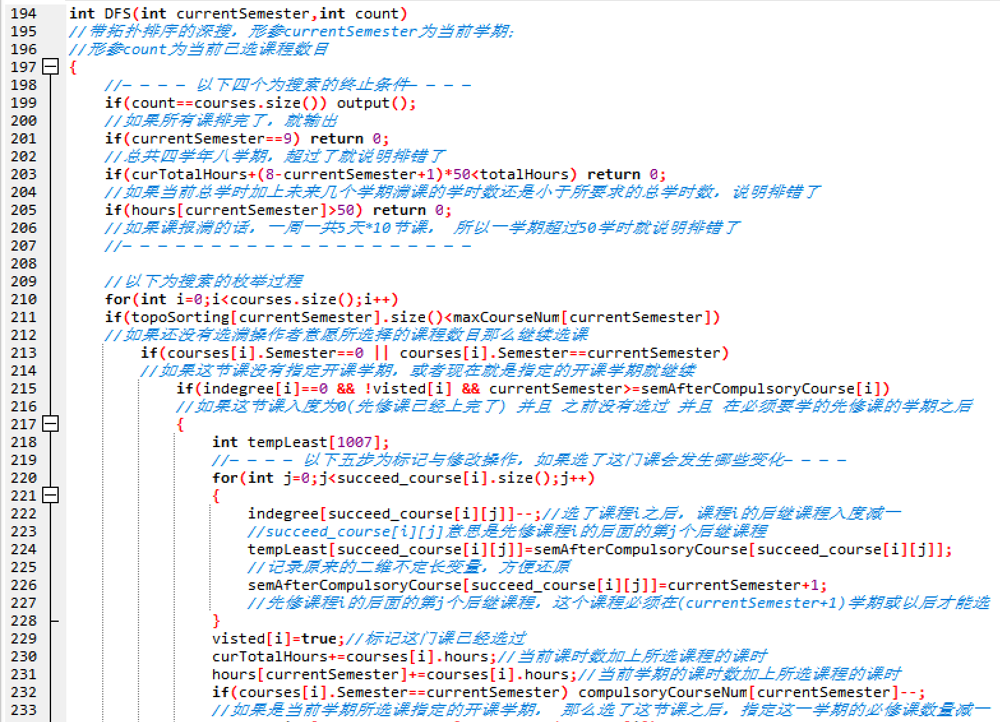 194 int DFS(int currentSemester,int count)
195 //带拓扑排序的深搜，形参currentSemester为当前学期；
196 //形参count为当前已选课程数目
197 {
198 //— — — — 以下四个为搜索的终止条件— — — —
199 if(count==courses.size()) output();
200 //如果所有课排完了，就输出
201 if(currentSemester==9) return 0;
202 //总共四学年八学期，超过了就说明排错了
203 if(curTotalHours+(8-currentSemester+1)*50<totalHours) return 0;
204 //如果当前总学时加上未来几个学期满课的学时数还是小于所要求的总学时数，说明排错了
205 if(hours[currentSemester]>50) return 0;
206 //如果课报满的话，一周一共5天*10节课， 所以一学期超过50学时就说明排错了
207 //— — — — — — — — — — — — — — — — — — — —
208
209 //以下为搜索的枚举过程
210 for(int i=0;i<courses.size();i++)
211 if(topoSorting[currentSemester].size()<maxCourseNum[currentSemester])
212 //如果还没有选满操作者意愿所选择的课程数目那么继续选课
213 if(courses[i].Semester==0 || courses[i].Semester==currentSemester)
214 //如果这节课没有指定开课学期，或者现在就是指定的开课学期就继续
215 if(indegree[i]==0 && !visted[i] && currentSemester>=semAfterCompulsoryCourse[i])
216 //如果这节课入度为0(先修课已经上完了) 并且 之前没有选过 并且 在必须要学的先修课的学期之后
217 {
218 int tempLeast[1007];
219 //— — — — 以下五步为标记与修改操作，如果选了这门课会发生哪些变化— — — —
220 for(int j=0;j<succeed_course[i].size();j++)
221 {
222 indegree[succeed_course[i][j]]--;//选了课程i之后，课程i的后继课程入度减一
223 //succeed_course[i][j]意思是先修课程i的后面的第j个后继课程
224 tempLeast[succeed_course[i][j]]=semAfterCompulsoryCourse[succeed_course[i][j]];
225 //记录原来的二维不定长变量，方便还原
226 semAfterCompulsoryCourse[succeed_course[i][j]]=currentSemester+1;
227 //先修课程i的后面的第j个后继课程，这个课程必须在(currentSemester+1)学期或以后才能选
228 }
229 visted[i]=true;//标记这门课已经选过
230 curTotalHours+=courses[i].hours;//当前课时数加上所选课程的课时
231 hours[currentSemester]+=courses[i].hours;//当前学期的课时数加上所选课程的课时
232 if(courses[i].Semester==currentSemester) compulsoryCourseNum[currentSemester]--;
233 //如果是当前学期所选课指定的开课学期， 那么选了这节课之后，指定这一学期的必修课数量减一